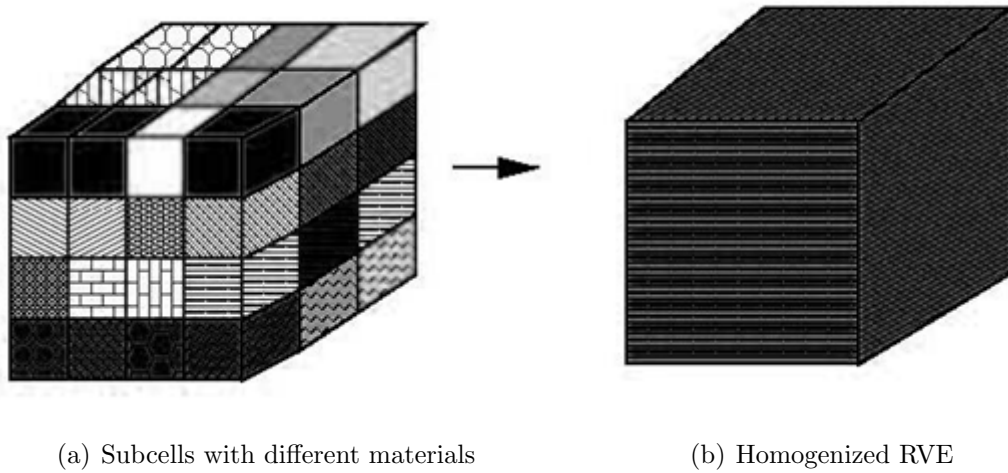 (a) Subcells with different materials
(b) Homogenized RVE